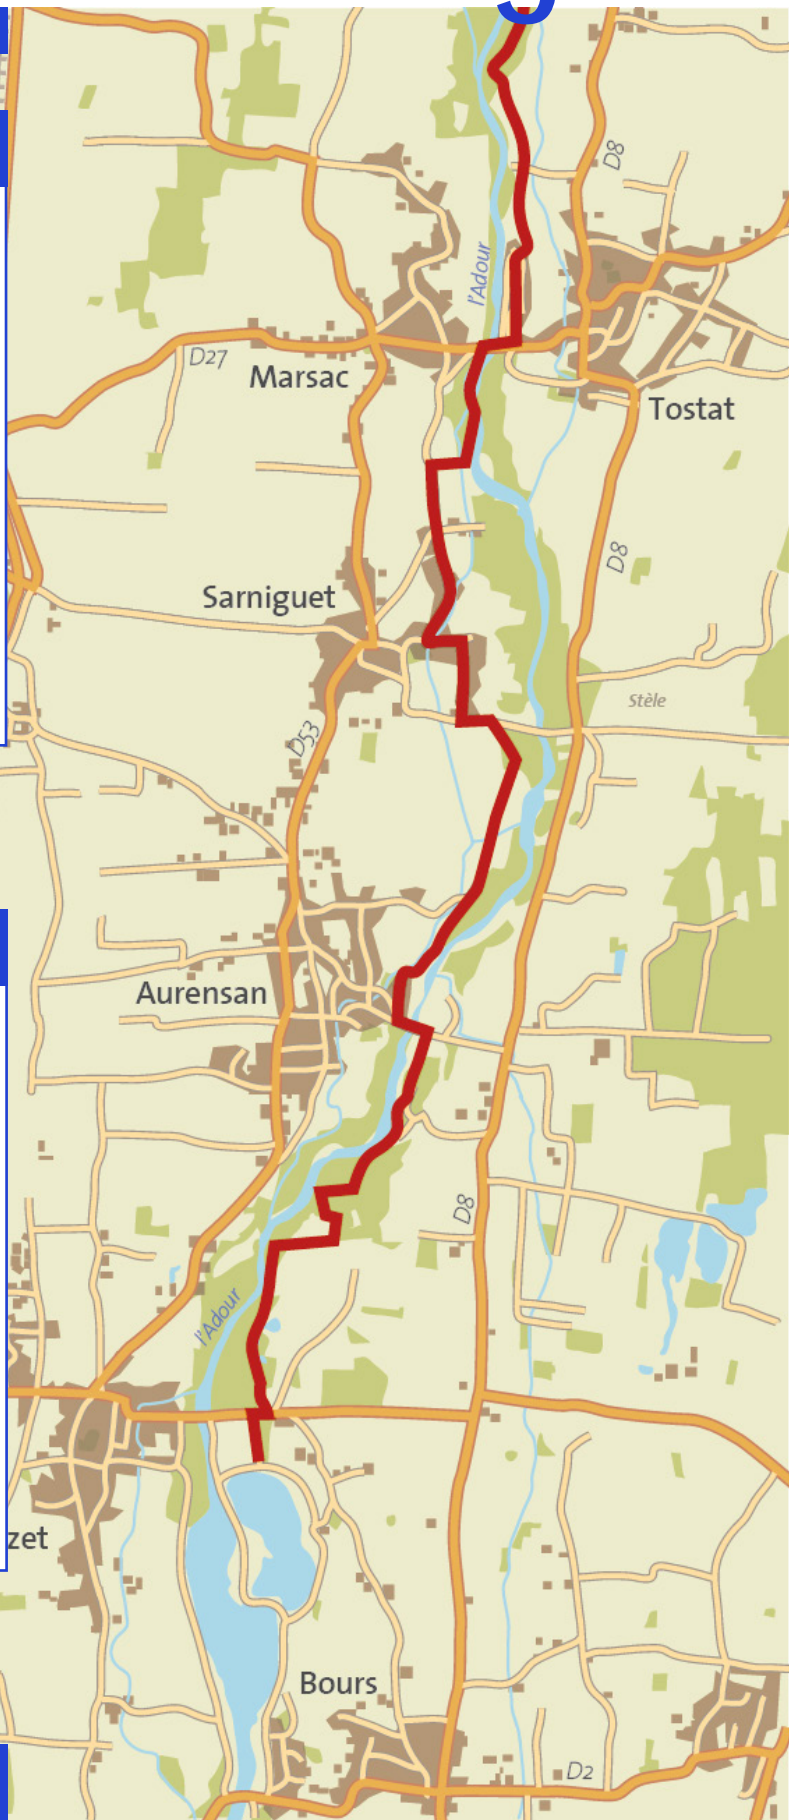 D8
l'Adour
D27
Marsac
Tostat
D8
Sarniguet
Stèle
D53
Aurensan
D8
l'Adour
zet
Bours
D2